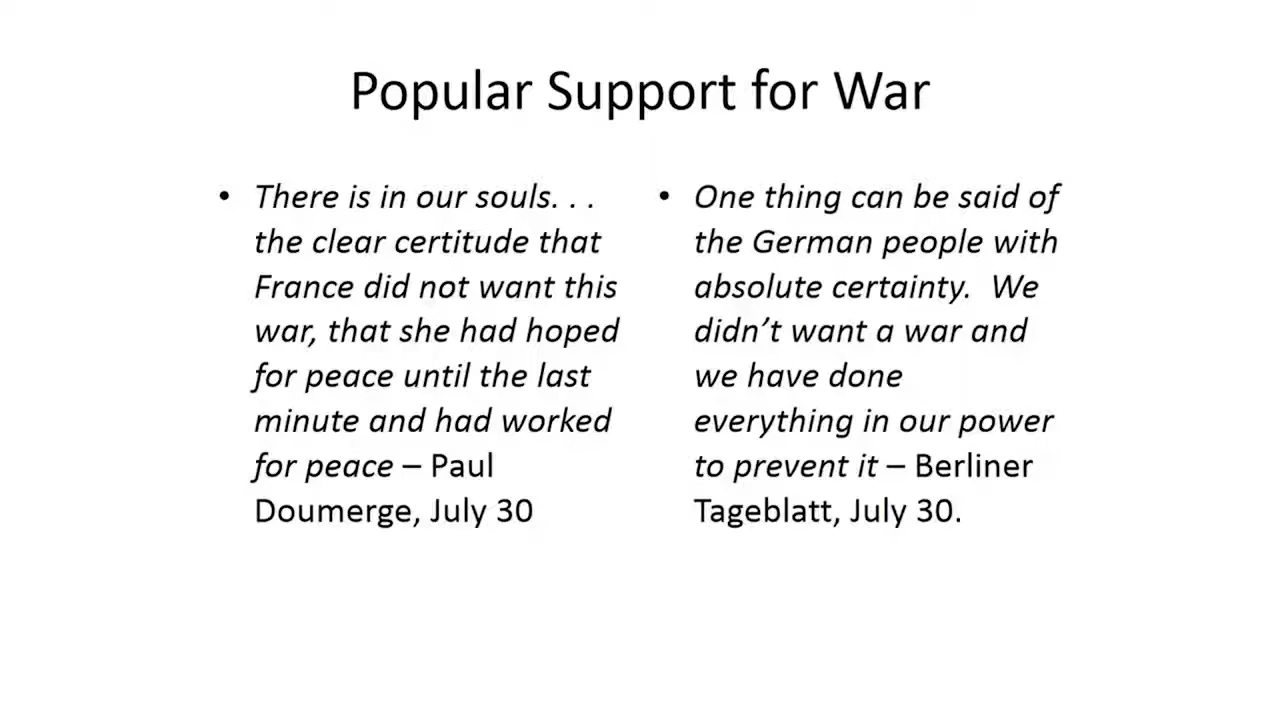 Popular Support for War
• There is in our souls. . .
the clear certitude that
France did not want this
war, that she had hoped
for peace until the last
minute and had worked
for peace – Paul
Doumerge, July 30
• One thing can be said of
the German people with
absolute certainty.  We
didn’t want a war and
we have done
everything in our power
to prevent it – Berliner
Tageblatt, July 30.